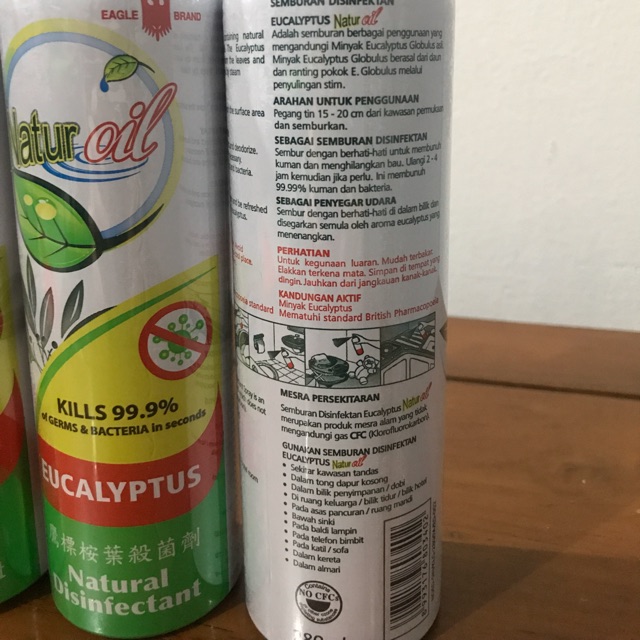 EAGLE BRAND
Natur oil
KILLS 99.9%
of GERMS & BACTERIA in seconds
EUCALYPTUS
鷹標桉葉殺菌劑
Natural
Disinfectant
SEMBURAN DISINFEKTAN
EUCALYPTUS Natur oil
Adalah semburan berbagai penggunaan yang
mengandungi Minyak Eucalyptus Globulus asli.
Minyak Eucalyptus Globulus berasal dari daun
dan ranting pokok E. Globulus melalui
penyulingan stim.
ARAHAN UNTUK PENGGUNAAN
Pegang tin 15 - 20 cm dari kawasan permukaan
dan semburkan.
SEBAGAI SEMBURAN DISINFEKTAN
Sembur dengan berhati-hati untuk membunuh
kuman dan menghilangkan bau. Ulangi 2 - 4
jam kemudian jika perlu. Ini membunuh
99.99% kuman dan bakteria.
SEBAGAI PENYEGAR UDARA
Sembur dengan berhati-hati di dalam bilik dan
disegarkan semula oleh aroma eucalyptus yang
menenangkan.
PERHATIAN
Untuk kegunaan luaran. Mudah terbakar.
Elakkan terkena mata. Simpan di tempat yang
dingin. Jauhkan dari jangkauan kanak-kanak.
KANDUNGAN AKTIF
Minyak Eucalyptus
Mematuhi standard British Pharmacopoeia
MESRA PERSEKITARAN
Semburan Disinfektan Eucalyptus Natur oil
merupakan produk mesra alam yang tidak
mengandungi gas CFC (Klorofluorokarbon).
GUNAKAN SEMBURAN DISINFEKTAN
EUCALYPTUS Natur oil
• Sekitar kawasan tandas
• Dalam tong dapur kosong
• Dalam bilik penyimpanan / dobi
• Di ruang keluarga / bilik tidur / bilik hotel
• Pada asas pancuran / ruang mandi
• Bawah sinki
• Pada baldi lampin
• Pada telefon bimbit
• Pada katil / sofa
• Dalam kereta
• Dalam almari
Contains
NO CFC's